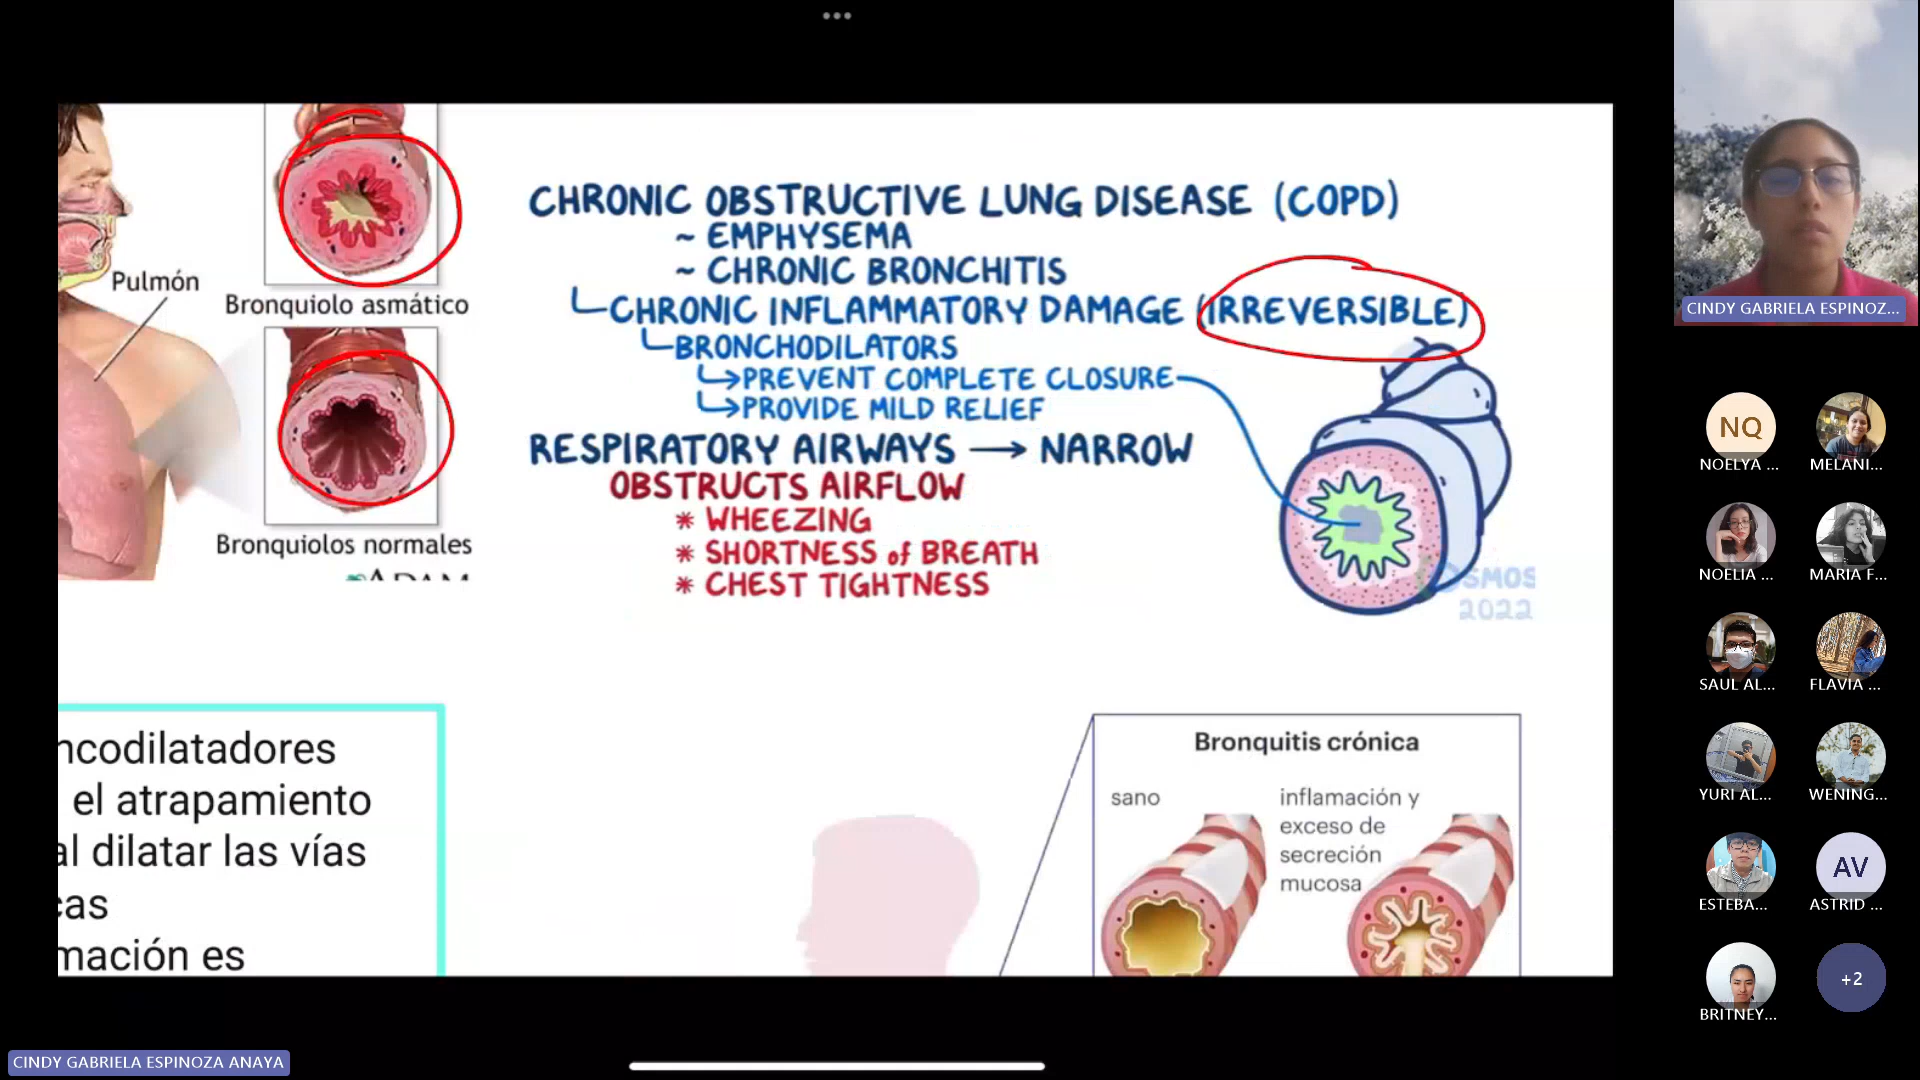 Pulmón
Bronquiolo asmático
Bronquiolos normales
CHRONIC OBSTRUCTIVE LUNG DISEASE (COPD)
~ EMPHYSEMA
~ CHRONIC BRONCHITIS
CHRONIC INFLAMMATORY DAMAGE (IRREVERSIBLE)
BRONCHODILATORS
PREVENT COMPLETE CLOSURE
PROVIDE MILD RELIEF
RESPIRATORY AIRWAYS → NARROW
OBSTRUCTS AIRFLOW
* WHEEZING
* SHORTNESS of BREATH
* CHEST TIGHTNESS
OSMOS
2022
ncodilatadores
el atrapamiento
al dilatar las vías
cas
mación es
Bronquitis crónica
sano
inflamación y
exceso de
secreción
mucosa
CINDY GABRIELA ESPINOZ...
NQ
NOELYA ...
MELANI...
NOELIA ...
MARIA F...
SAUL AL...
FLAVIA ...
YURI AL...
WENING...
ESTEBA...
AV
ASTRID ...
BRITNEY...
+2
CINDY GABRIELA ESPINOZA ANAYA